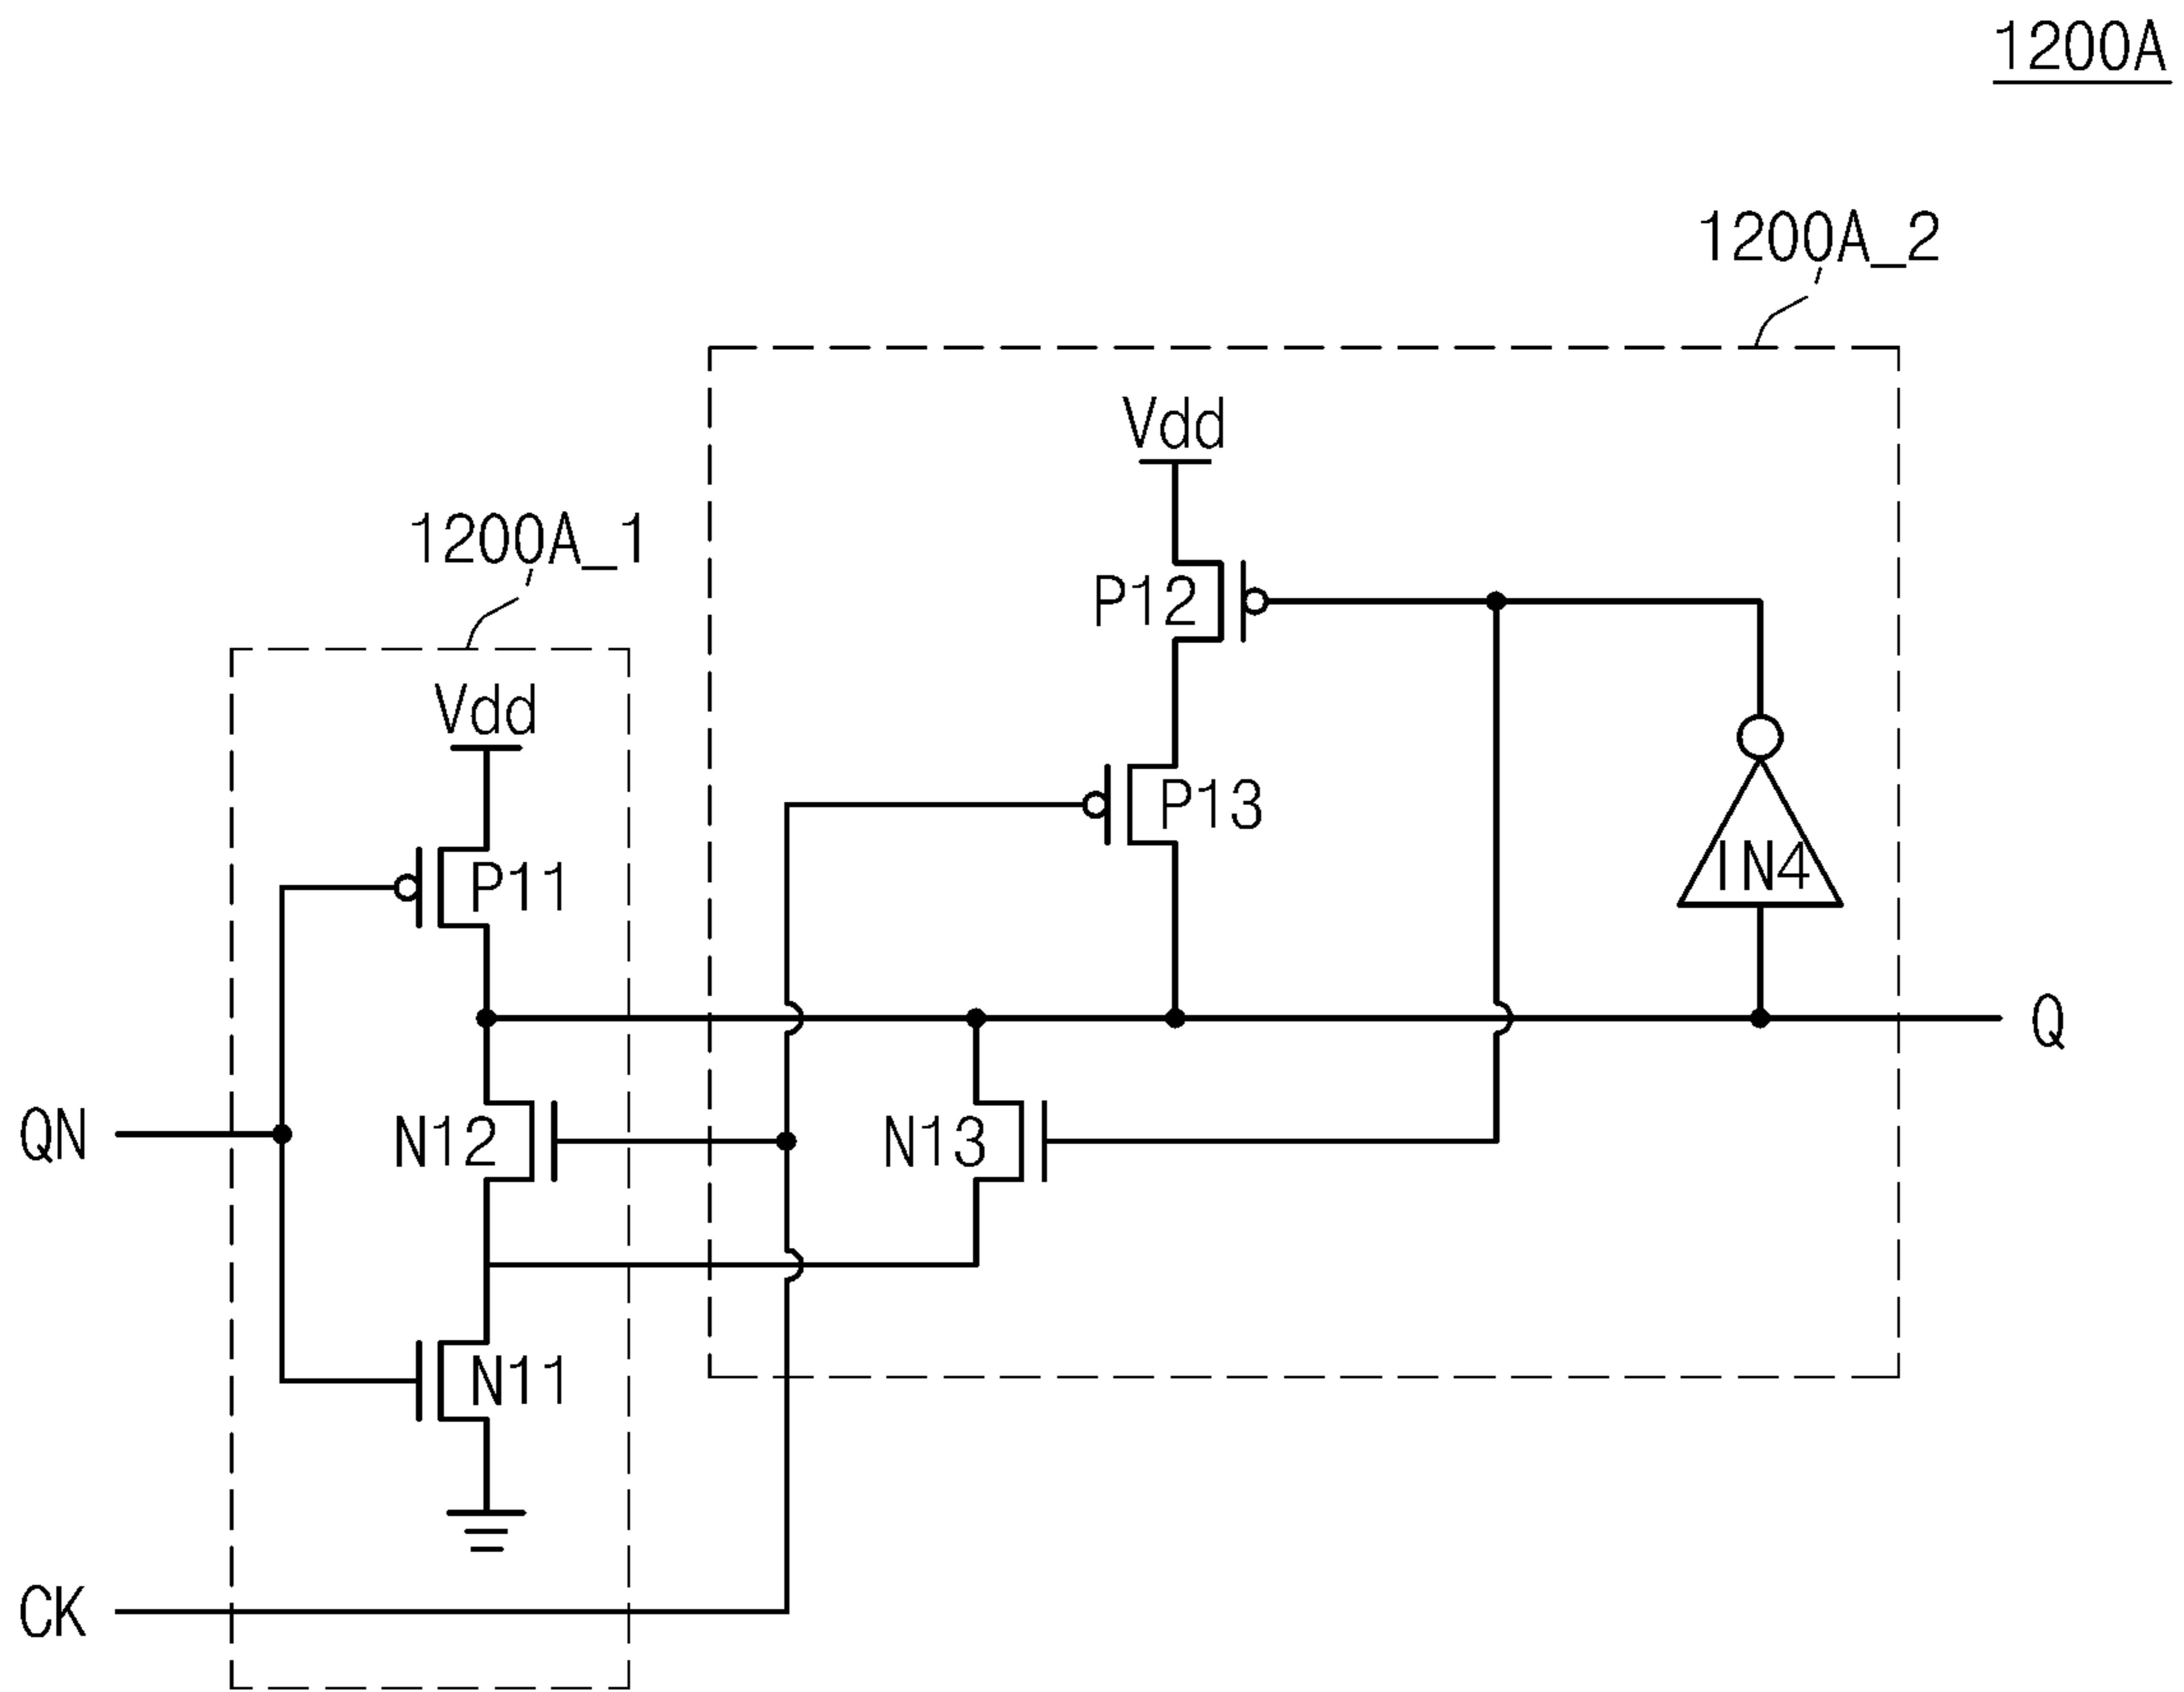 1200A
1200A_2
Vdd
1200A_1
P12
Vdd
P13
P11
IN4
Q
QN
N12
N13
N11
CK